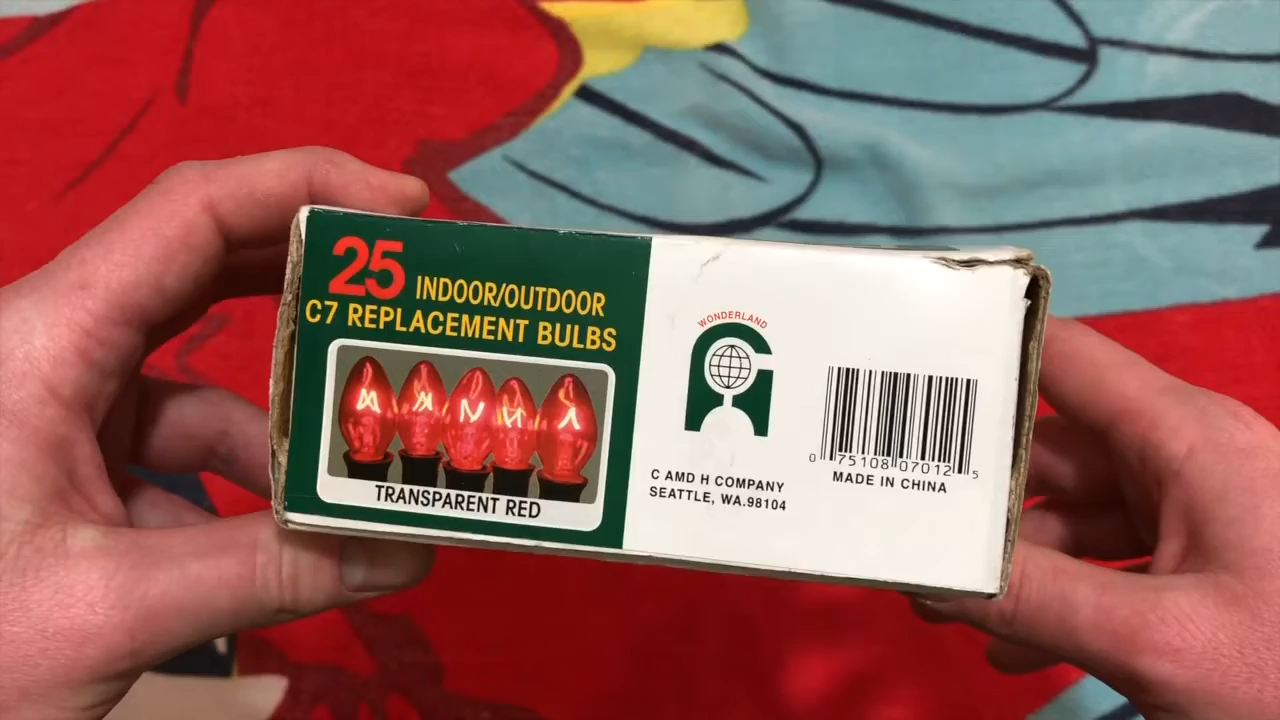 25 INDOOR/OUTDOOR
C7 REPLACEMENT BULBS
TRANSPARENT RED
WONDERLAND
C AMD H COMPANY
SEATTLE, WA.98104
0 75108 07012 5
MADE IN CHINA